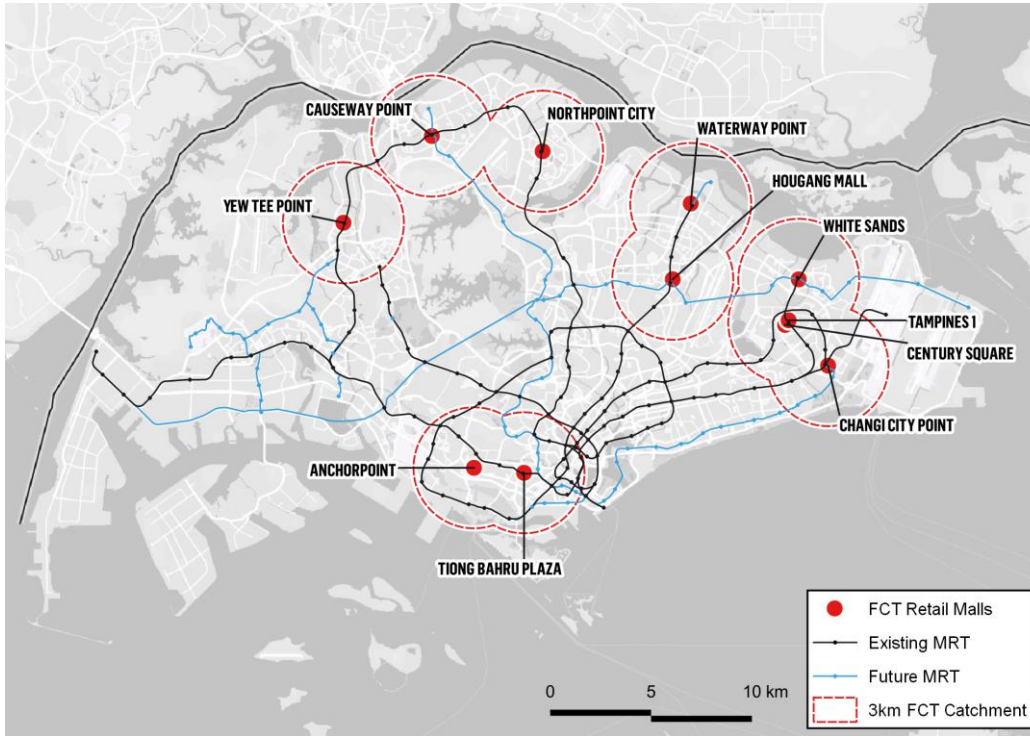 CAUSEWAY POINT
NORTHPOINT CITY
WATERWAY POINT
HOUGANG MALL
YEW TEE POINT
WHITE SANDS
TAMPINES 1
CENTURY SQUARE
CHANGI CITY POINT
ANCHORPOINT
TIONG BAHRU PLAZA
FCT Retail Malls
Existing MRT
Future MRT
3km FCT Catchment
0 5 10 km